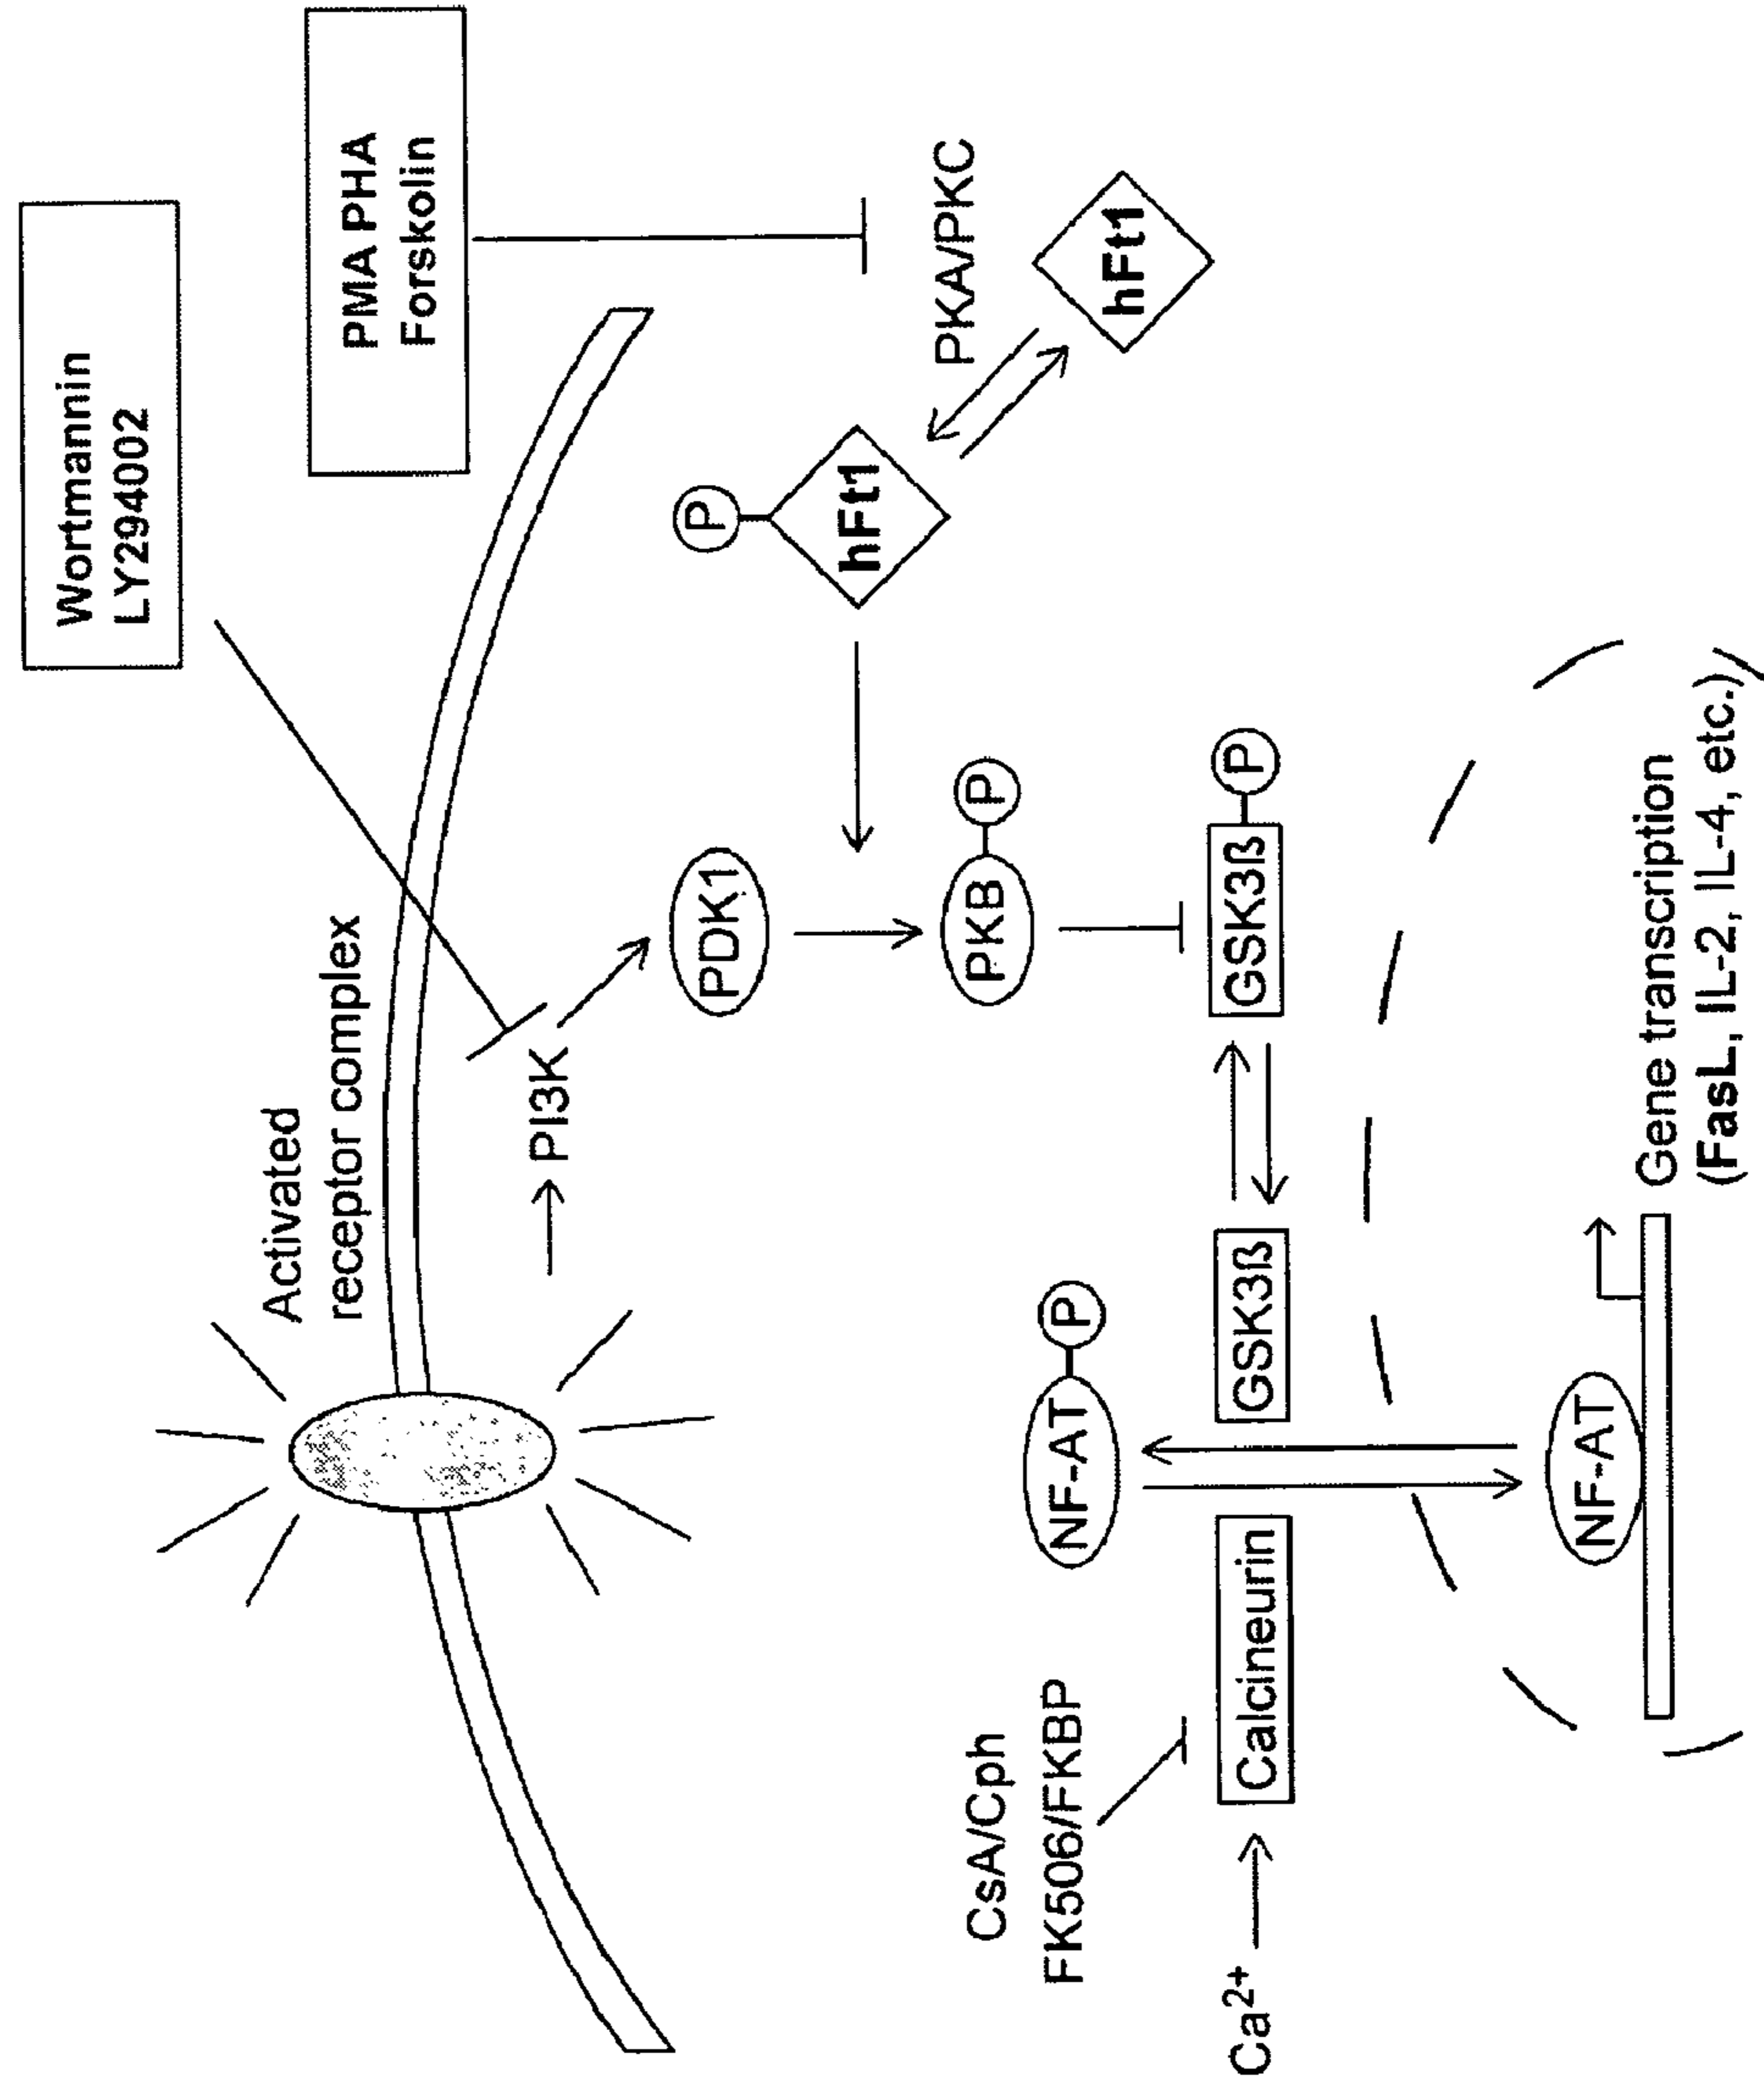 Wortmannin
LY294002
PMA PHA
Forskolin
Activated
receptor complex
PI3K
PDK1
P
hFt1
PKA/PKC
hFt1
PKB
P
CsA/Cph
FK506/FKBP
NF-AT
P
Ca²⁺
Calcineurin
GSK3ß
GSK3ß
P
NF-AT
Gene transcription
(FasL, IL-2, IL-4, etc.)